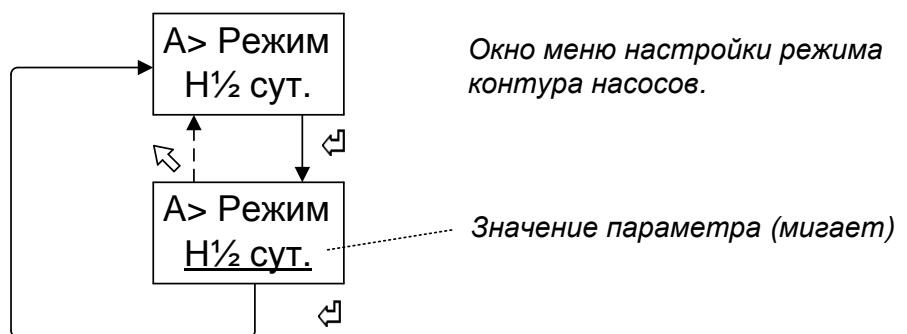 А> Режим
Н½ сут.
Окно меню настройки режима
контура насосов.
А> Режим
Н½ сут.
Значение параметра (мигает)